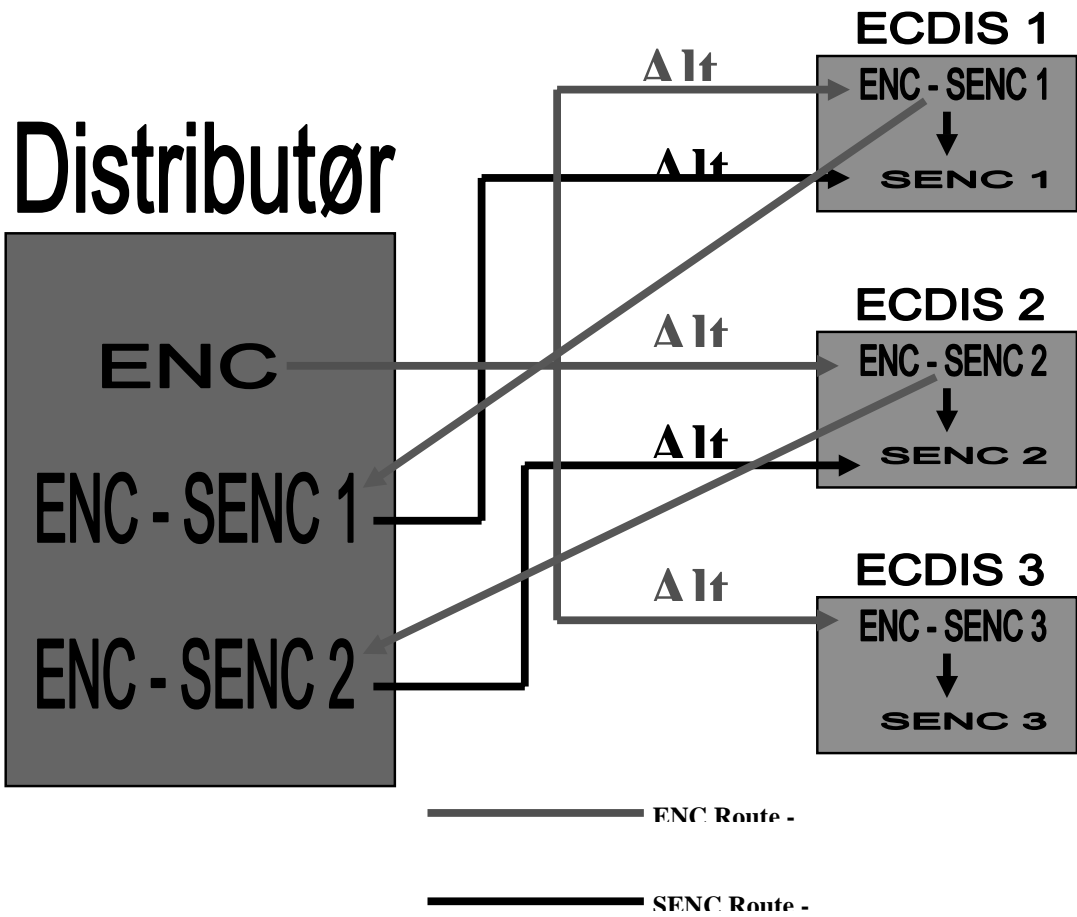 Distributør
ENC
ENC - SENC 1
ENC - SENC 2
Alt
Alt
Alt
Alt
Alt
ECDIS 1
ENC - SENC 1
SENC 1
ECDIS 2
ENC - SENC 2
SENC 2
ECDIS 3
ENC - SENC 3
SENC 3
ENC Route -
SENC Route -